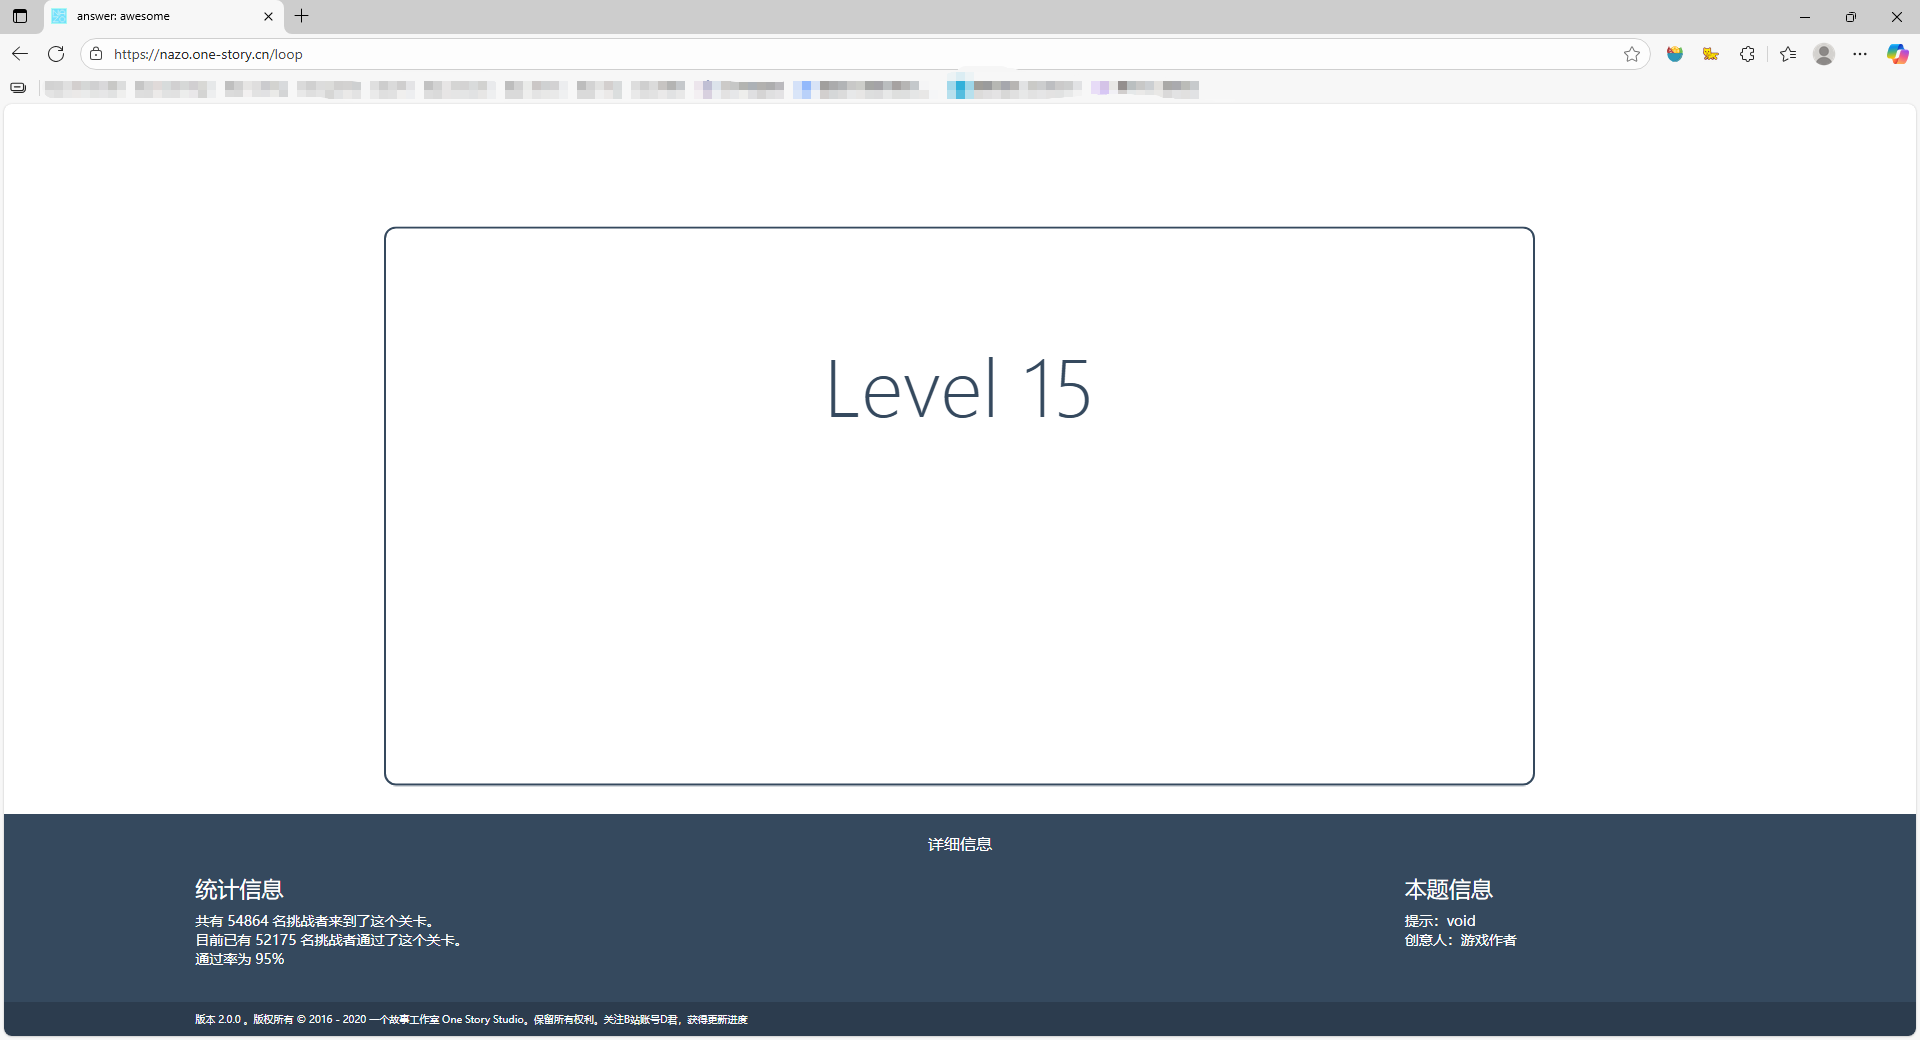 answer: awesome
https://nazo.one-story.cn/loop
Level 15
详细信息
统计信息
共有 54864 名挑战者来到了这个关卡。
目前已有 52175 名挑战者通过了这个关卡。
通过率为 95%
本题信息
提示：void
创意人：游戏作者
版本 2.0.0 。版权所有 © 2016 - 2020 一个故事工作室 One Story Studio。保留所有权利。关注B站账号D君，获得更新进度